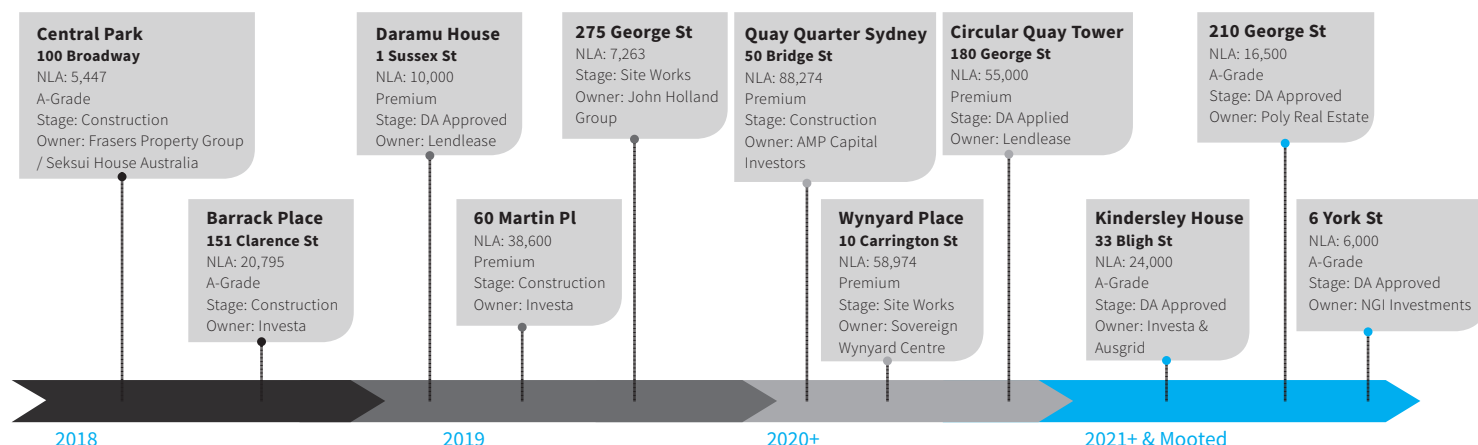 Central Park
100 Broadway
NLA: 5,447
A-Grade
Stage: Construction
Owner: Frasers Property Group
/ Seksui House Australia
Barrack Place
151 Clarence St
NLA: 20,795
A-Grade
Stage: Construction
Owner: Investa
Daramu House
1 Sussex St
NLA: 10,000
Premium
Stage: DA Approved
Owner: Lendlease
60 Martin Pl
NLA: 38,600
Premium
Stage: Construction
Owner: Investa
275 George St
NLA: 7,263
Stage: Site Works
Owner: John Holland
Group
Quay Quarter Sydney
50 Bridge St
NLA: 88,274
Premium
Stage: Construction
Owner: AMP Capital
Investors
Wynyard Place
10 Carrington St
NLA: 58,974
Premium
Stage: Site Works
Owner: Sovereign
Wynyard Centre
Circular Quay Tower
180 George St
NLA: 55,000
Premium
Stage: DA Applied
Owner: Lendlease
Kindersley House
33 Bligh St
NLA: 24,000
A-Grade
Stage: DA Approved
Owner: Investa &
Ausgrid
210 George St
NLA: 16,500
A-Grade
Stage: DA Approved
Owner: Poly Real Estate
6 York St
NLA: 6,000
A-Grade
Stage: DA Approved
Owner: NGI Investments
2018
2019
2020+
2021+ & Mooted